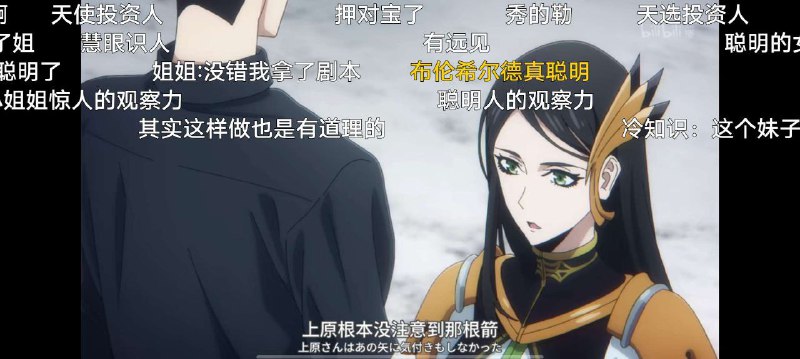 阿 天使投资人 押对宝了 秀的勒 天选投资人
了姐 慧眼识人 有远见 聪明的女
聪明了 姐姐:没错我拿了剧本 布伦希尔德真聪明
小姐姐惊人的观察力 聪明人的观察力
其实这样做也是有道理的 冷知识：这个妹子
bilibili
上原根本没注意到那根箭
上原さんはあの矢に気付きもしなかった